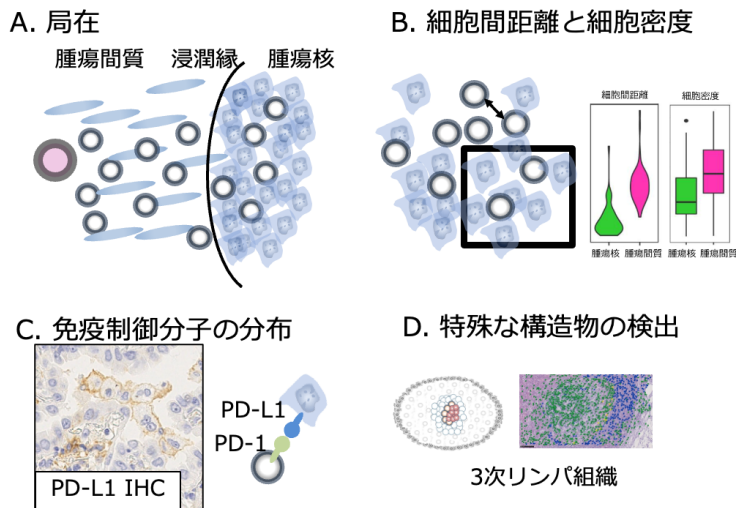 A. 局在
腫瘍間質 浸潤縁 腫瘍核
B. 細胞間距離と細胞密度
細胞間距離 細胞密度
腫瘍核 腫瘍間質 腫瘍核 腫瘍間質
C. 免疫制御分子の分布
PD-L1
PD-1
PD-L1 IHC
D. 特殊な構造物の検出
3次リンパ組織